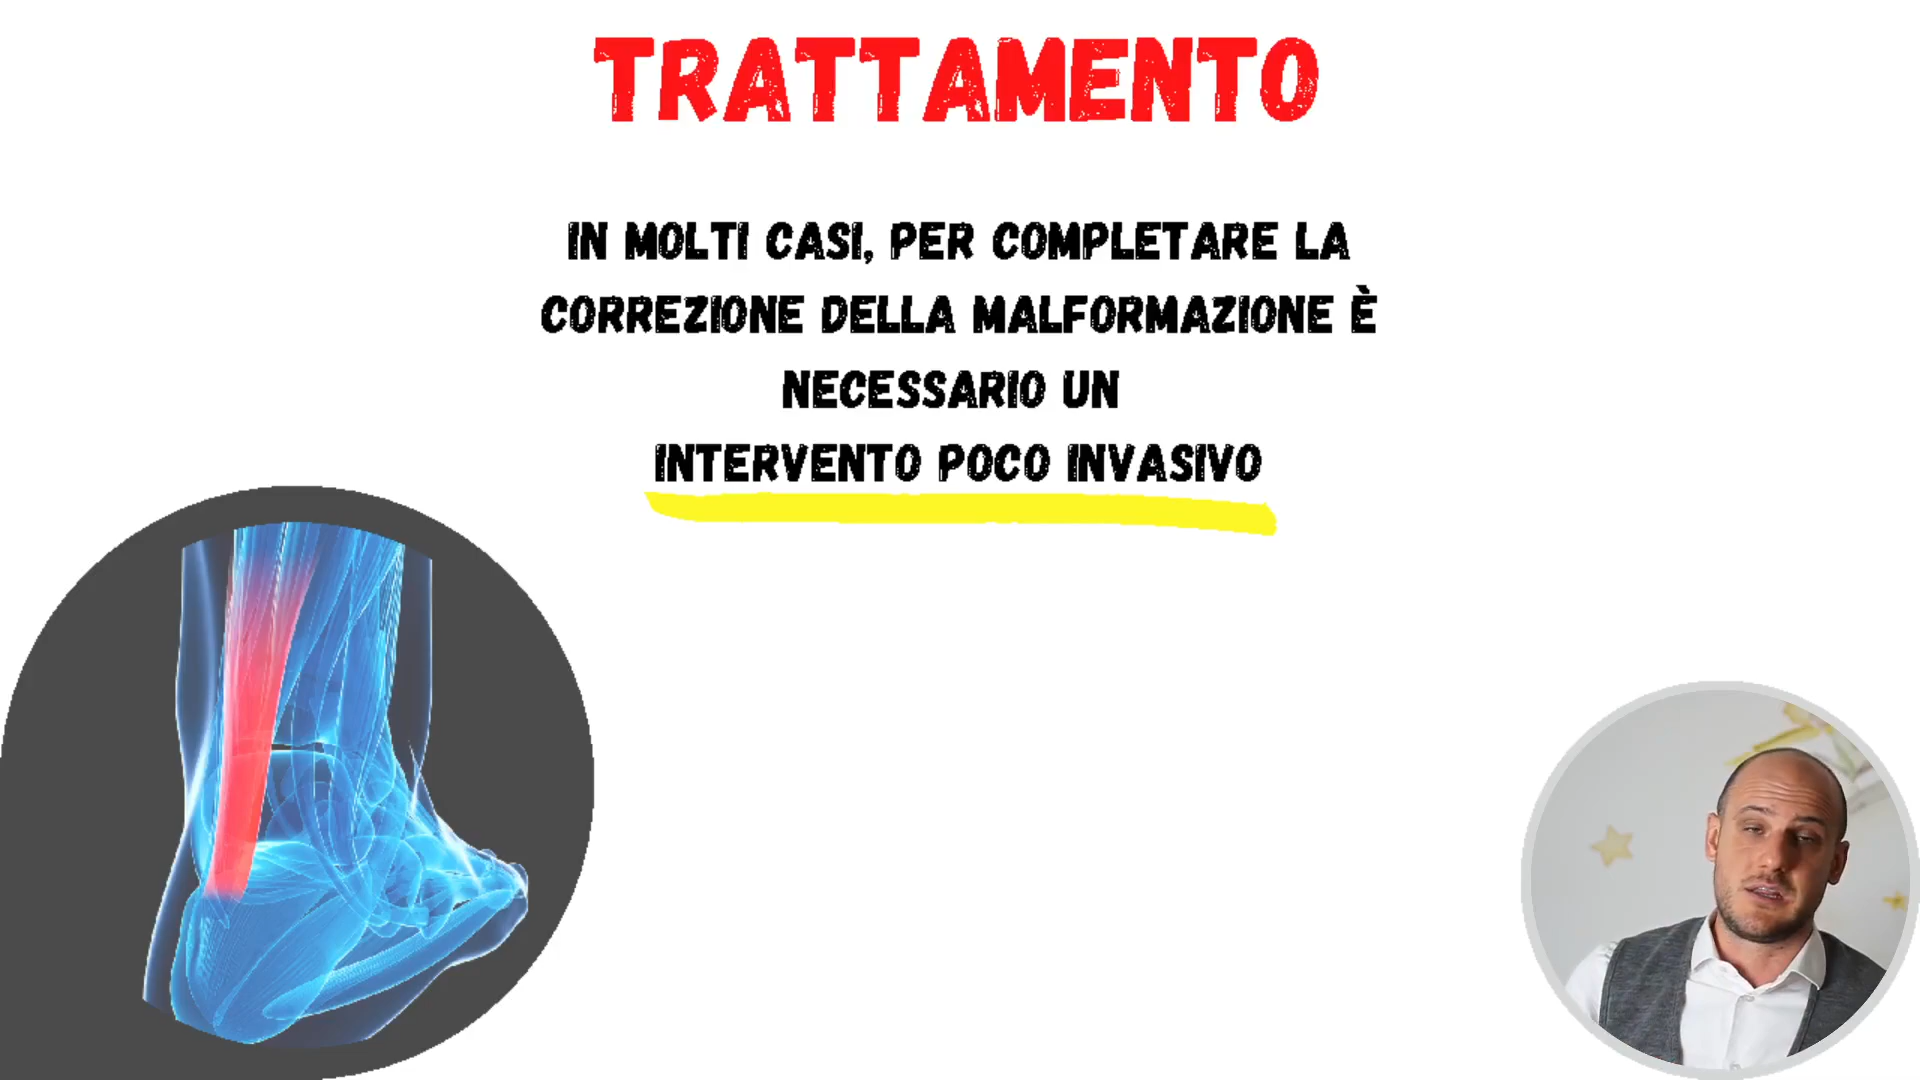 TRATTAMENTO
IN MOLTI CASI, PER COMPLETARE LA
CORREZIONE DELLA MALFORMAZIONE È
NECESSARIO UN
INTERVENTO POCO INVASIVO